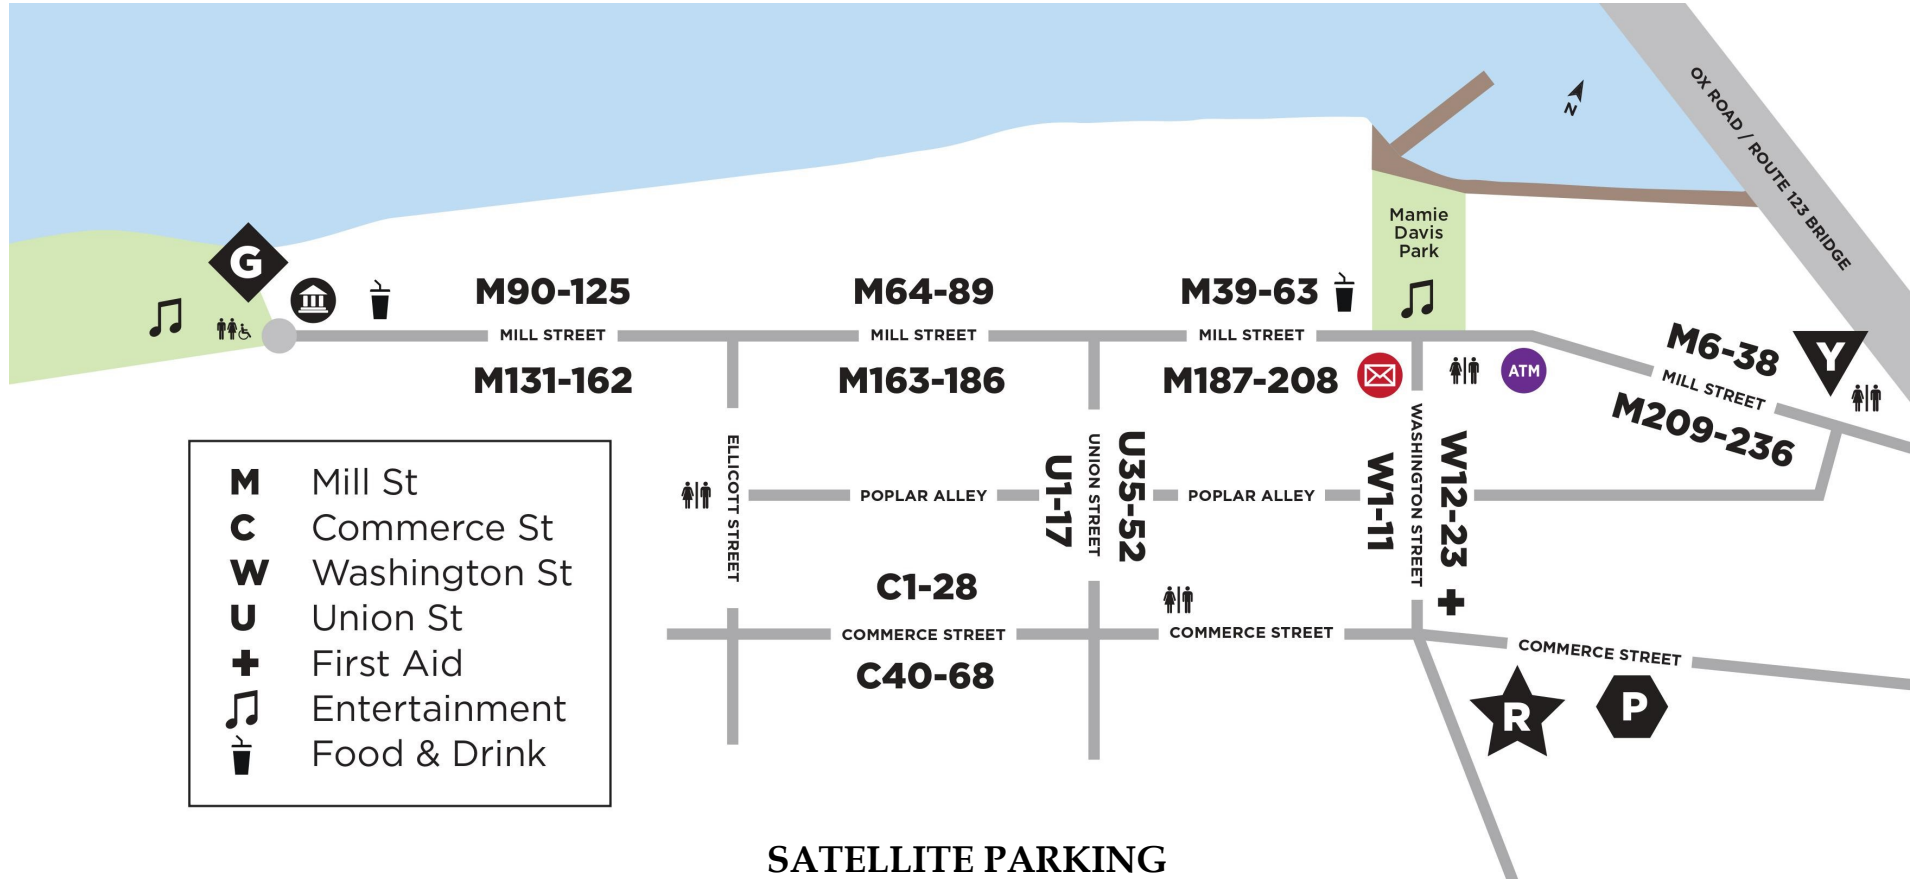 OX ROAD / ROUTE 123 BRIDGE
N
Mamie
Davis
Park
G
M90-125
M64-89
M39-63
MILL STREET
MILL STREET
MILL STREET
M131-162
M163-186
M187-208
ATM
M6-38
Y
MILL STREET
M209-236
ELLICOTT STREET
POPLAR ALLEY
U1-17
UNION STREET
U35-52
POPLAR ALLEY
W1-11
WASHINGTON STREET
W12-23
C1-28
COMMERCE STREET
COMMERCE STREET
COMMERCE STREET
C40-68
R
P
M Mill St
C Commerce St
W Washington St
U Union St
First Aid
Entertainment
Food & Drink
SATELLITE PARKING